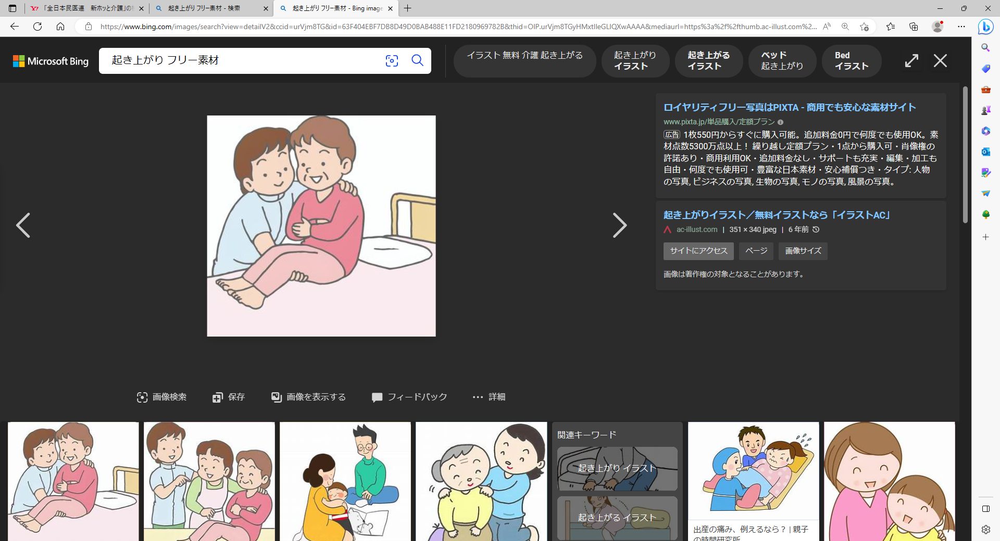 「全日本民医連　新ホッと介護」の
起き上がり フリー素材 - 検索
起き上がり フリー素材 - Bing image
https://www.bing.com/images/search?view=detailV2&ccid=urVjm8TG&id=63F404EBF7DB8D49D0BAB488E11FD2180969782B&thid=OIP.urVjm8TGyHMxtIleGLIQXwAAAA&mediaurl=https%3a%2f%2fthumb.ac-illust.com%2...
Microsoft Bing
起き上がり フリー素材
イラスト 無料 介護 起き上がる
起き上がり
イラスト
起き上がる
イラスト
ベッド
起き上がり
Bed
イラスト
ロイヤリティフリー写真はPIXTA - 商用でも安心な素材サイト
www.pixta.jp/単品購入/定額プラン
広告 1枚550円からすぐに購入可能。追加料金0円で何度でも使用OK。素
材点数5300万点以上！ 繰り越し定額プラン・1点から購入可・肖像権の
許諾あり・商用利用OK・追加料金なし・サポートも充実・編集・加工も
自由・何度でも使用可・豊富な日本素材・安心補償つき・タイプ: 人物
の写真, ビジネスの写真, 生物の写真, モノの写真, 風景の写真。
起き上がりイラスト／無料イラストなら「イラストAC」
ac-illust.com | 351 × 340 jpeg | 6 年前
サイトにアクセス
ページ
画像サイズ
画像は著作権の対象となることがあります。
画像検索
保存
画像を表示する
フィードバック
詳細
関連キーワード
起き上がり イラスト
起き上がる イラスト
出産の痛み、例えるなら？ | 親子
の時間研究所